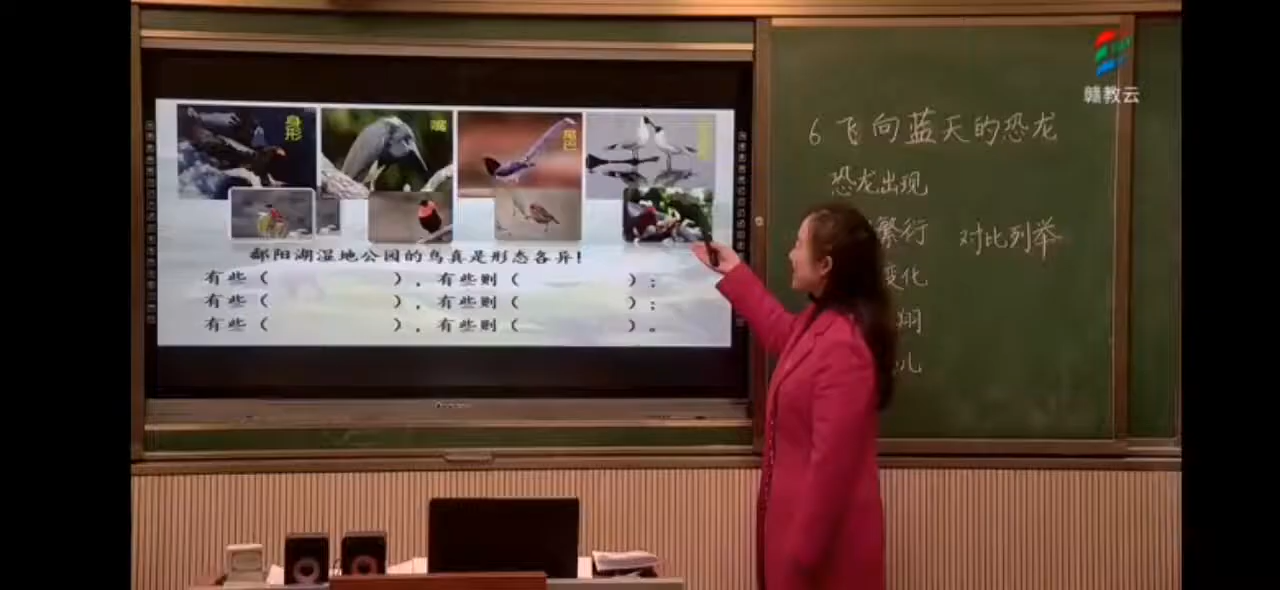 身形
嘴
尾巴
鄱阳湖湿地公园的鸟真是形态各异！
有些（ ），有些则（ ）；
有些（ ），有些则（ ）；
有些（ ），有些则（ ）。
赣教云
6 飞向蓝天的恐龙
恐龙出现
繁衍
对比列举
变化
翔
儿